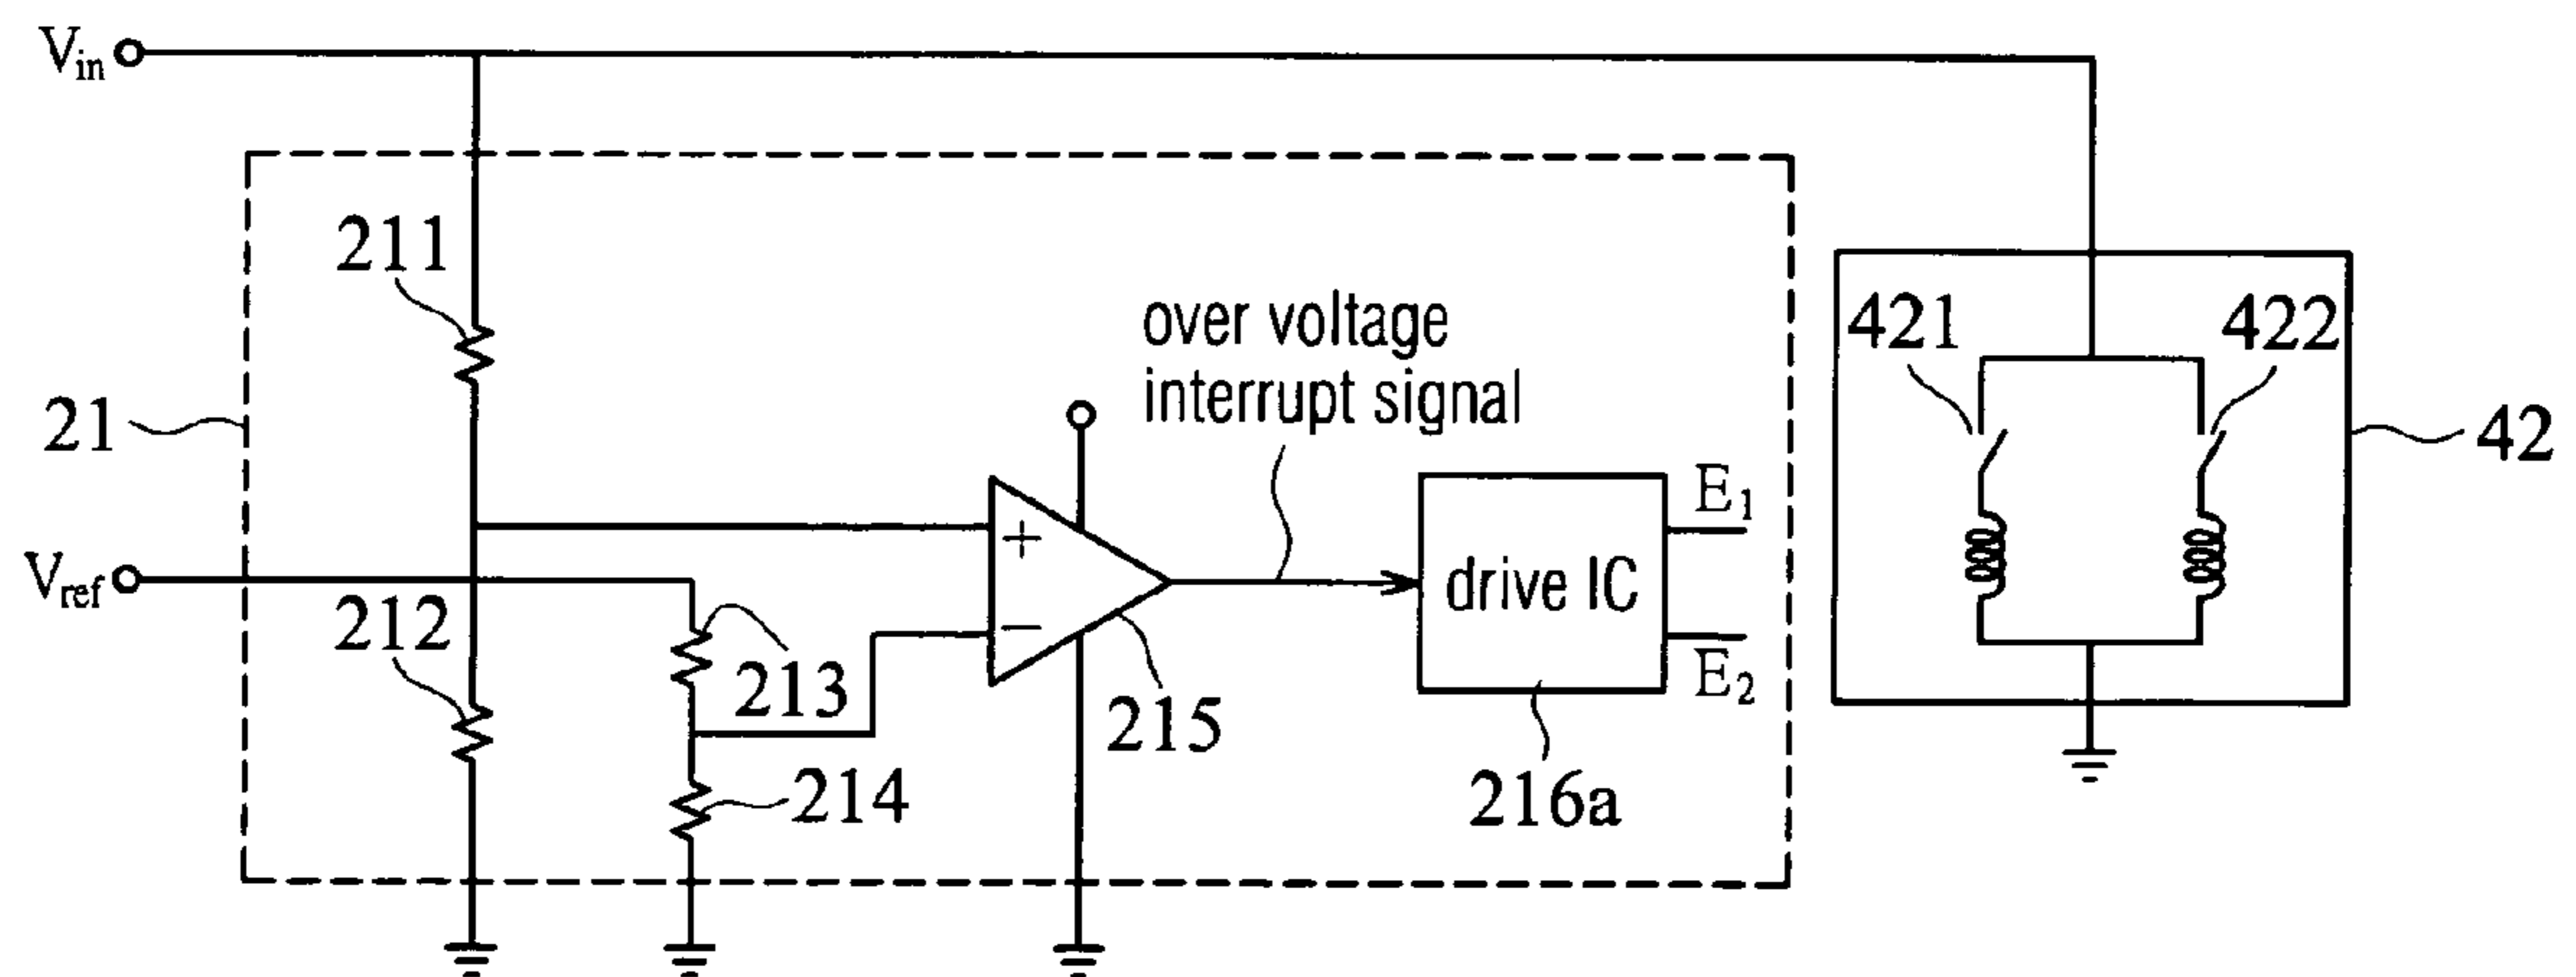 Vin
211
over voltage
interrupt signal
421
422
21
42
+
E1
Vref
drive IC
−
212
213
E2
215
214
216a